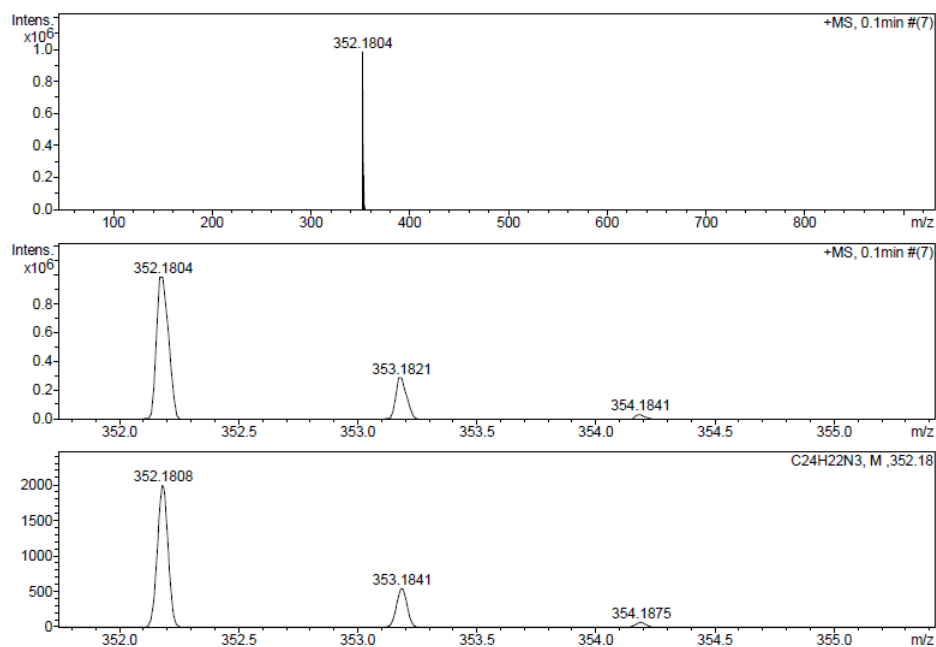 Intens.
x10^6
+MS, 0.1min #(7)
352.1804
1.0
0.8
0.6
0.4
0.2
0.0
100 200 300 400 500 600 700 800 m/z
Intens.
x10^6
+MS, 0.1min #(7)
352.1804
0.8
0.6
353.1821
0.4
0.2
354.1841
0.0
352.0 352.5 353.0 353.5 354.0 354.5 355.0 m/z
C24H22N3, M ,352.18
352.1808
2000
1500
1000
353.1841
500
354.1875
0
352.0 352.5 353.0 353.5 354.0 354.5 355.0 m/z